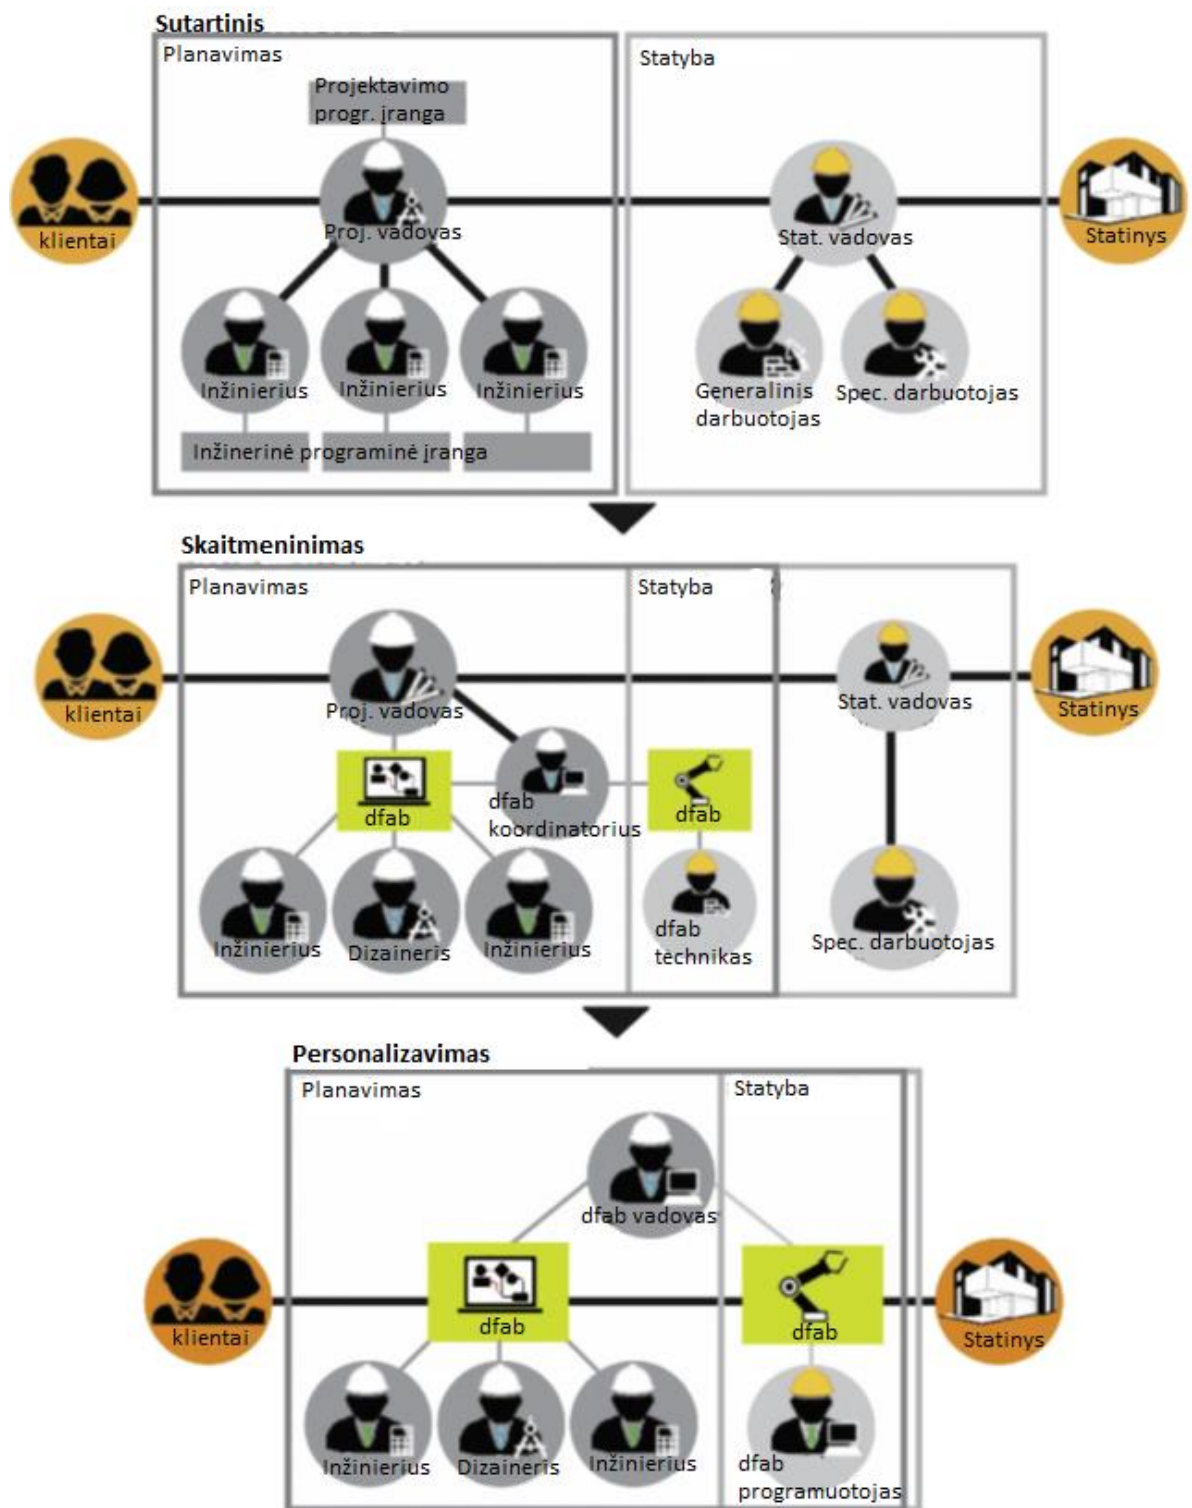 Sutartinis
Planavimas
Statyba
Projektavimo
progr. įranga
klientai
Proj. vadovas
Stat. vadovas
Statinys
Inžinierius
Inžinierius
Inžinierius
Generalinis
darbuotojas
Spec. darbuotojas
Inžinerinė programinė įranga
Skaitmeninimas
Planavimas
Statyba
klientai
Proj. vadovas
Stat. vadovas
Statinys
dfab
dfab
koordinatorius
dfab
Inžinierius
Dizaineris
Inžinierius
dfab
technikas
Spec. darbuotojas
Personalizavimas
Planavimas
Statyba
dfab vadovas
klientai
dfab
dfab
Statinys
Inžinierius
Dizaineris
Inžinierius
dfab
programuotojas